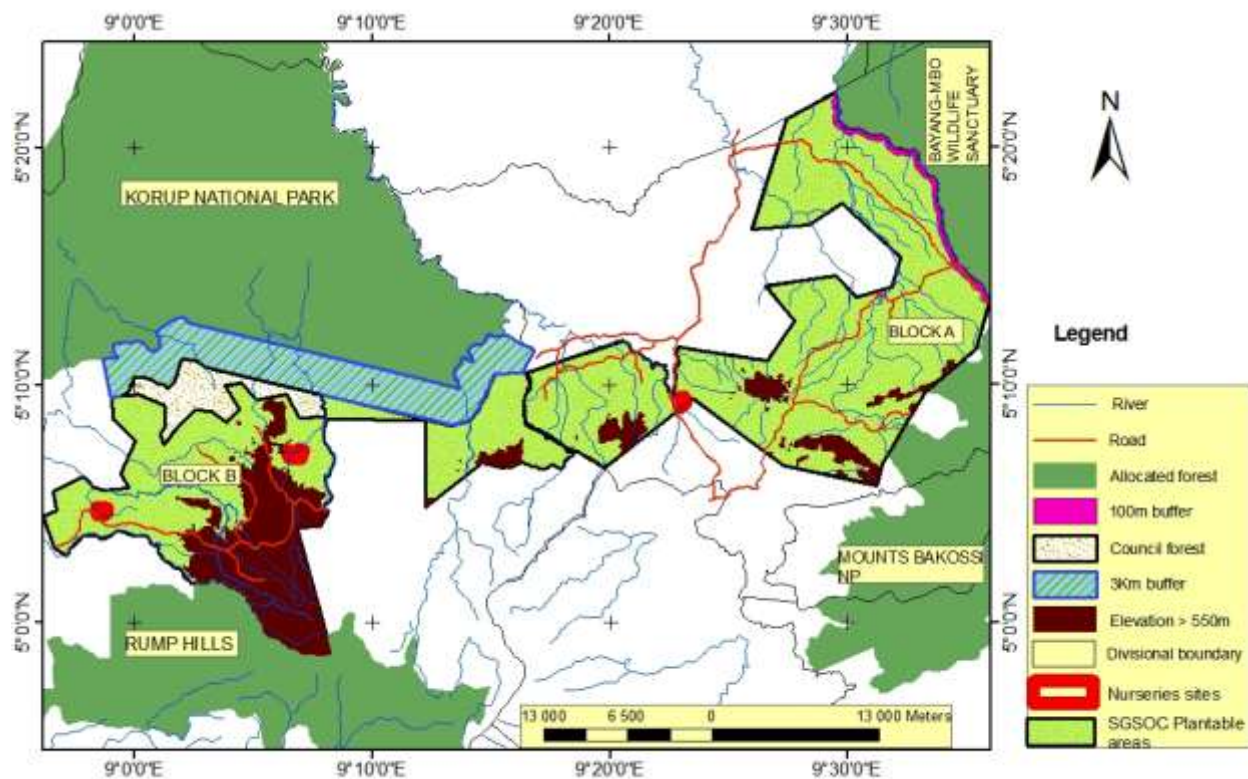 9°0'0"E 9°10'0"E 9°20'0"E 9°30'0"E
5°20'0"N
5°10'0"N
5°0'0"N
BAYANG-MBO
WILDLIFE
SANCTUARY
KORUP NATIONAL PARK
BLOCK A
BLOCK B
MOUNTS BAKOSSI
NP
RUMP HILLS
13 000 6 500 0 13 000 Meters
5°20'0"N
5°10'0"N
5°0'0"N
9°0'0"E 9°10'0"E 9°20'0"E 9°30'0"E
N
Legend
River
Road
Allocated forest
100m buffer
Council forest
3Km buffer
Elevation > 550m
Divisional boundary
Nurseries sites
SGSOC Plantable
areas